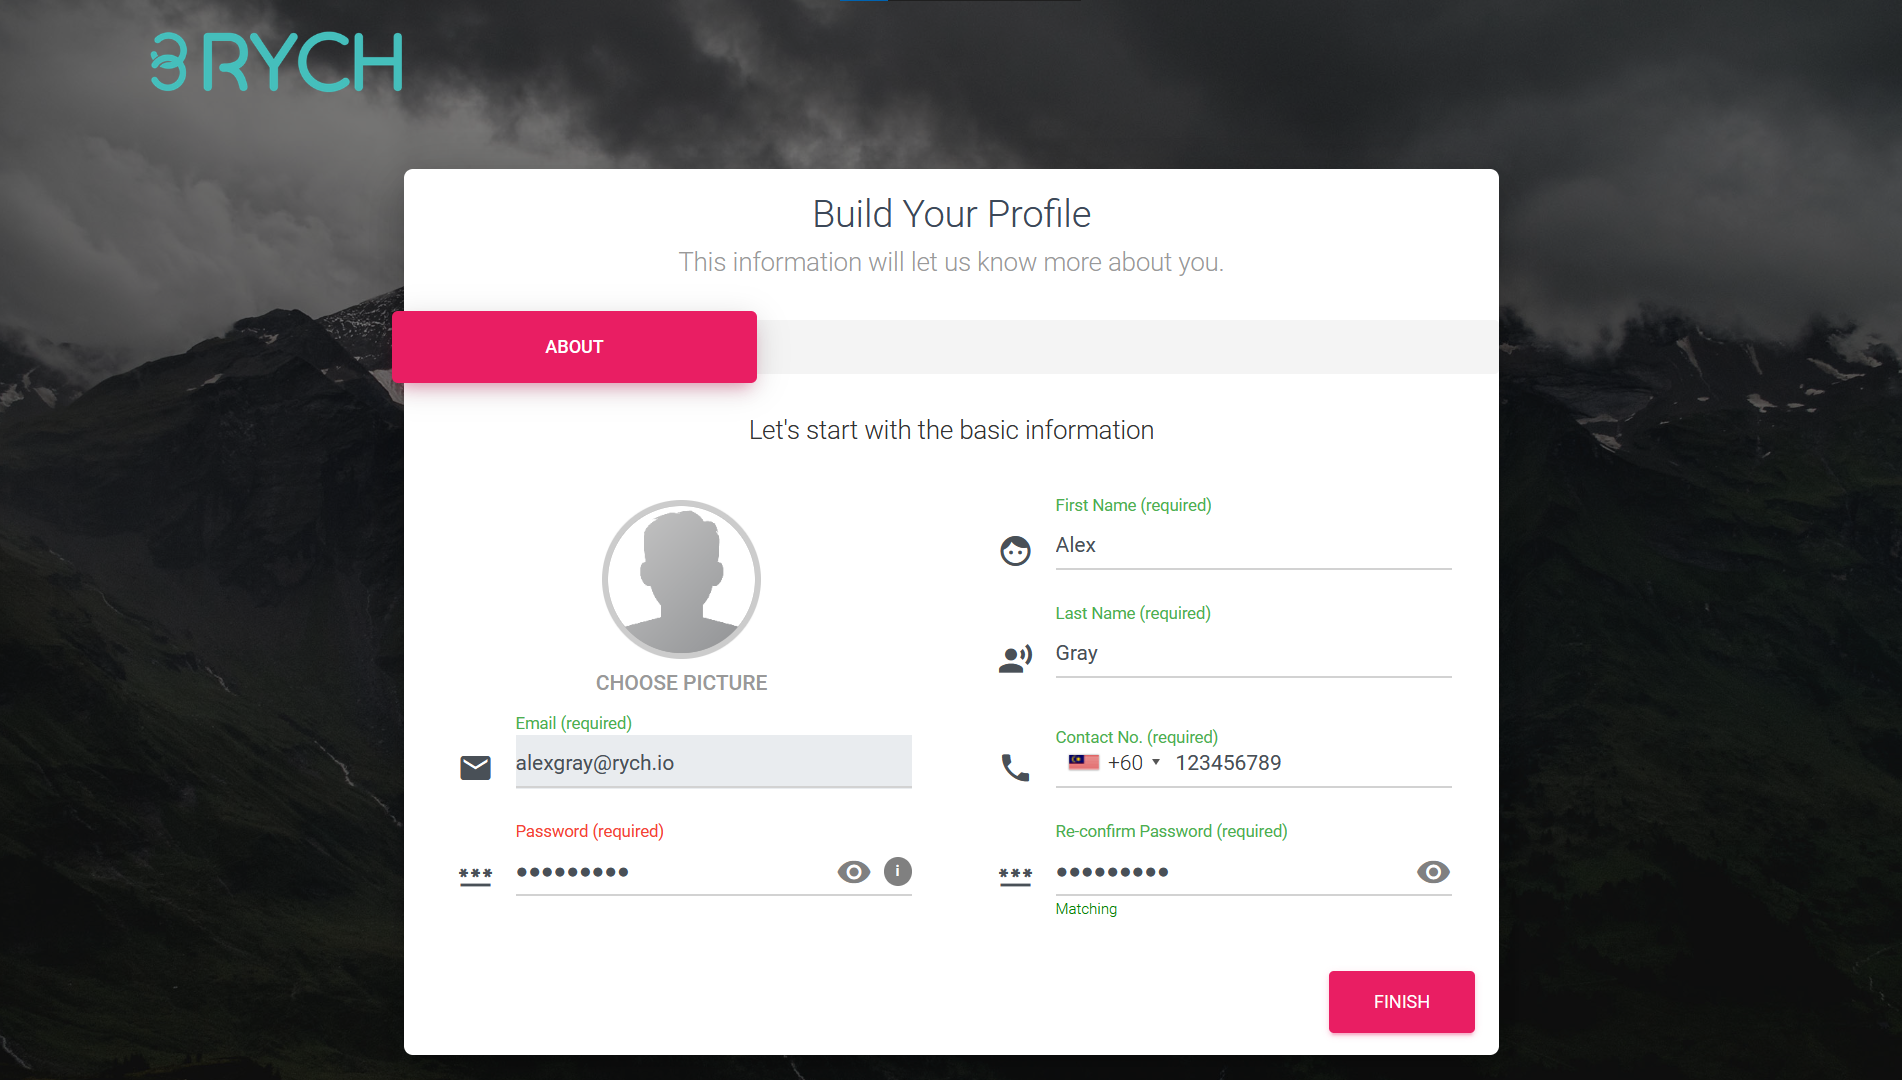 RYCH
Build Your Profile
This information will let us know more about you.
ABOUT
Let's start with the basic information
First Name (required)
Alex
Last Name (required)
Gray
CHOOSE PICTURE
Email (required)
alexgray@rych.io
Contact No. (required)
+60 123456789
Password (required)
•••••••••
Re-confirm Password (required)
•••••••••
Matching
FINISH